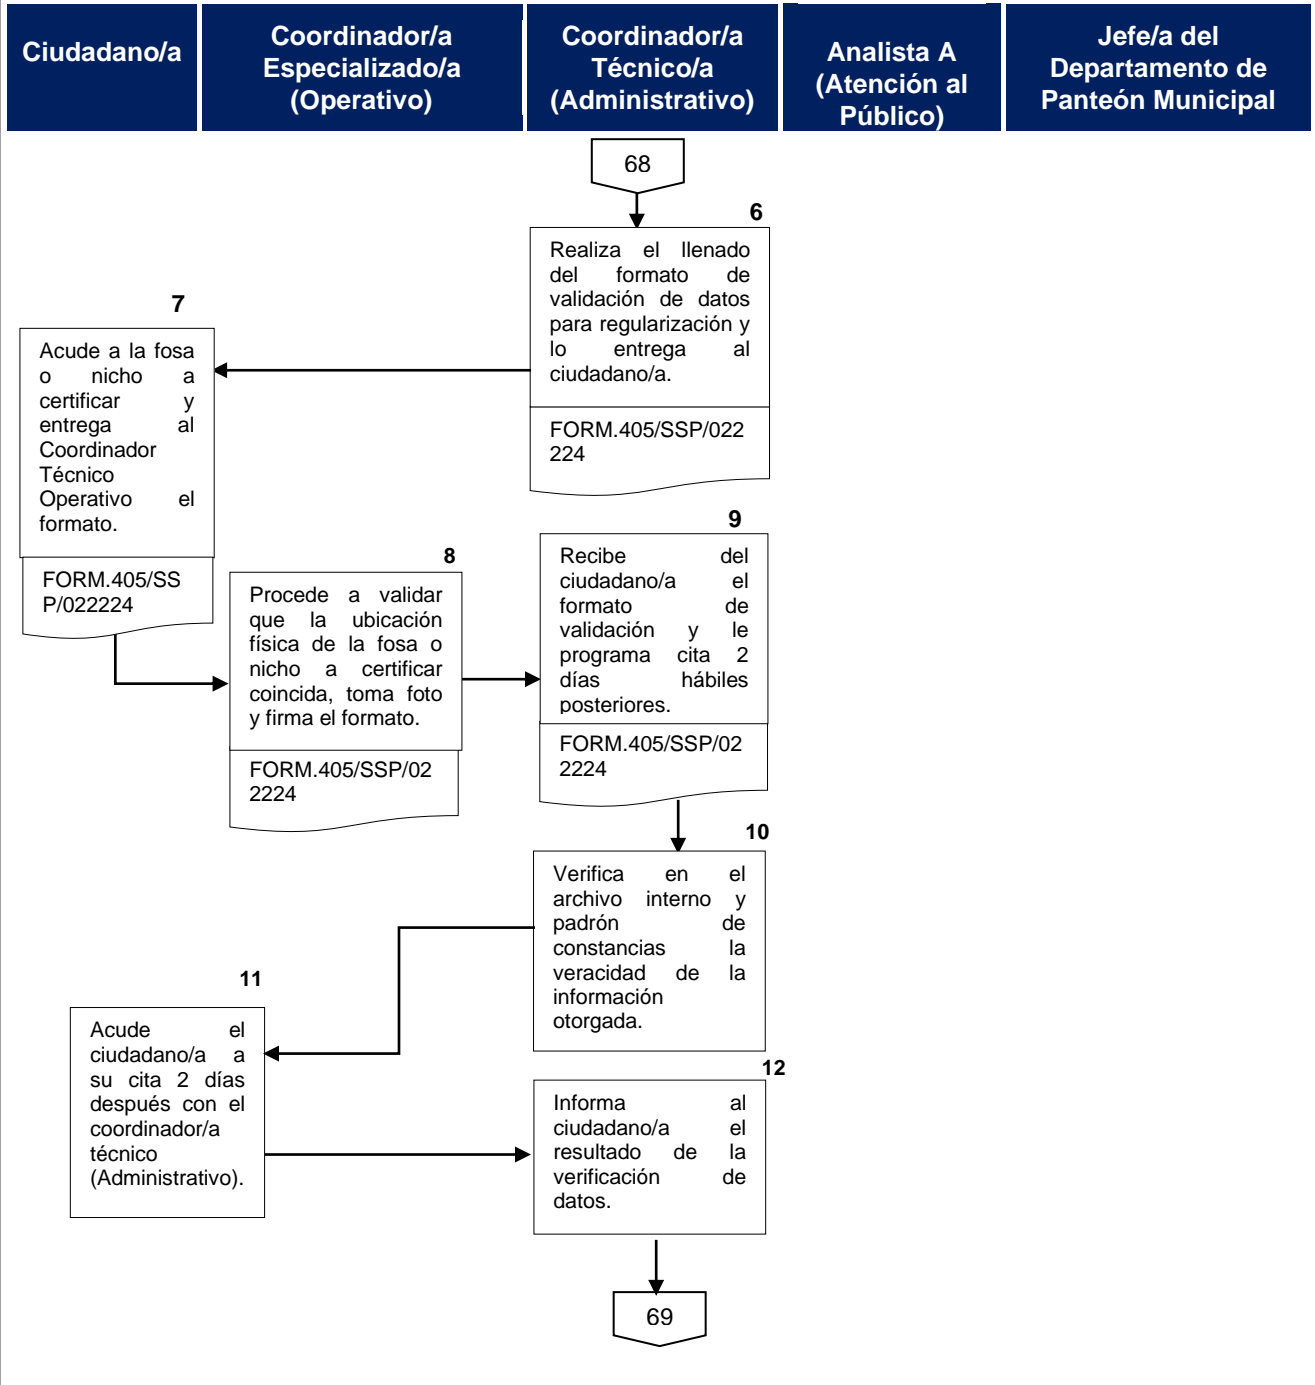 Ciudadano/a
Coordinador/a
Especializado/a
(Operativo)
Coordinador/a
Técnico/a
(Administrativo)
Analista A
(Atención al
Público)
Jefe/a del
Departamento de
Panteón Municipal
68
6
Realiza el llenado
del formato de
validación de datos
para regularización y
lo entrega al
ciudadano/a.
FORM.405/SSP/022
224
7
Acude a la fosa
o nicho a
certificar y
entrega al
Coordinador
Técnico
Operativo el
formato.
FORM.405/SS
P/022224
8
Procede a validar
que la ubicación
física de la fosa o
nicho a certificar
coincida, toma foto
y firma el formato.
FORM.405/SSP/02
2224
9
Recibe del
ciudadano/a el
formato de
validación y le
programa cita 2
días hábiles
posteriores.
FORM.405/SSP/02
2224
10
Verifica en el
archivo interno y
padrón de
constancias la
veracidad de la
información
otorgada.
11
Acude el
ciudadano/a a
su cita 2 días
después con el
coordinador/a
técnico
(Administrativo).
12
Informa al
ciudadano/a el
resultado de la
verificación de
datos.
69